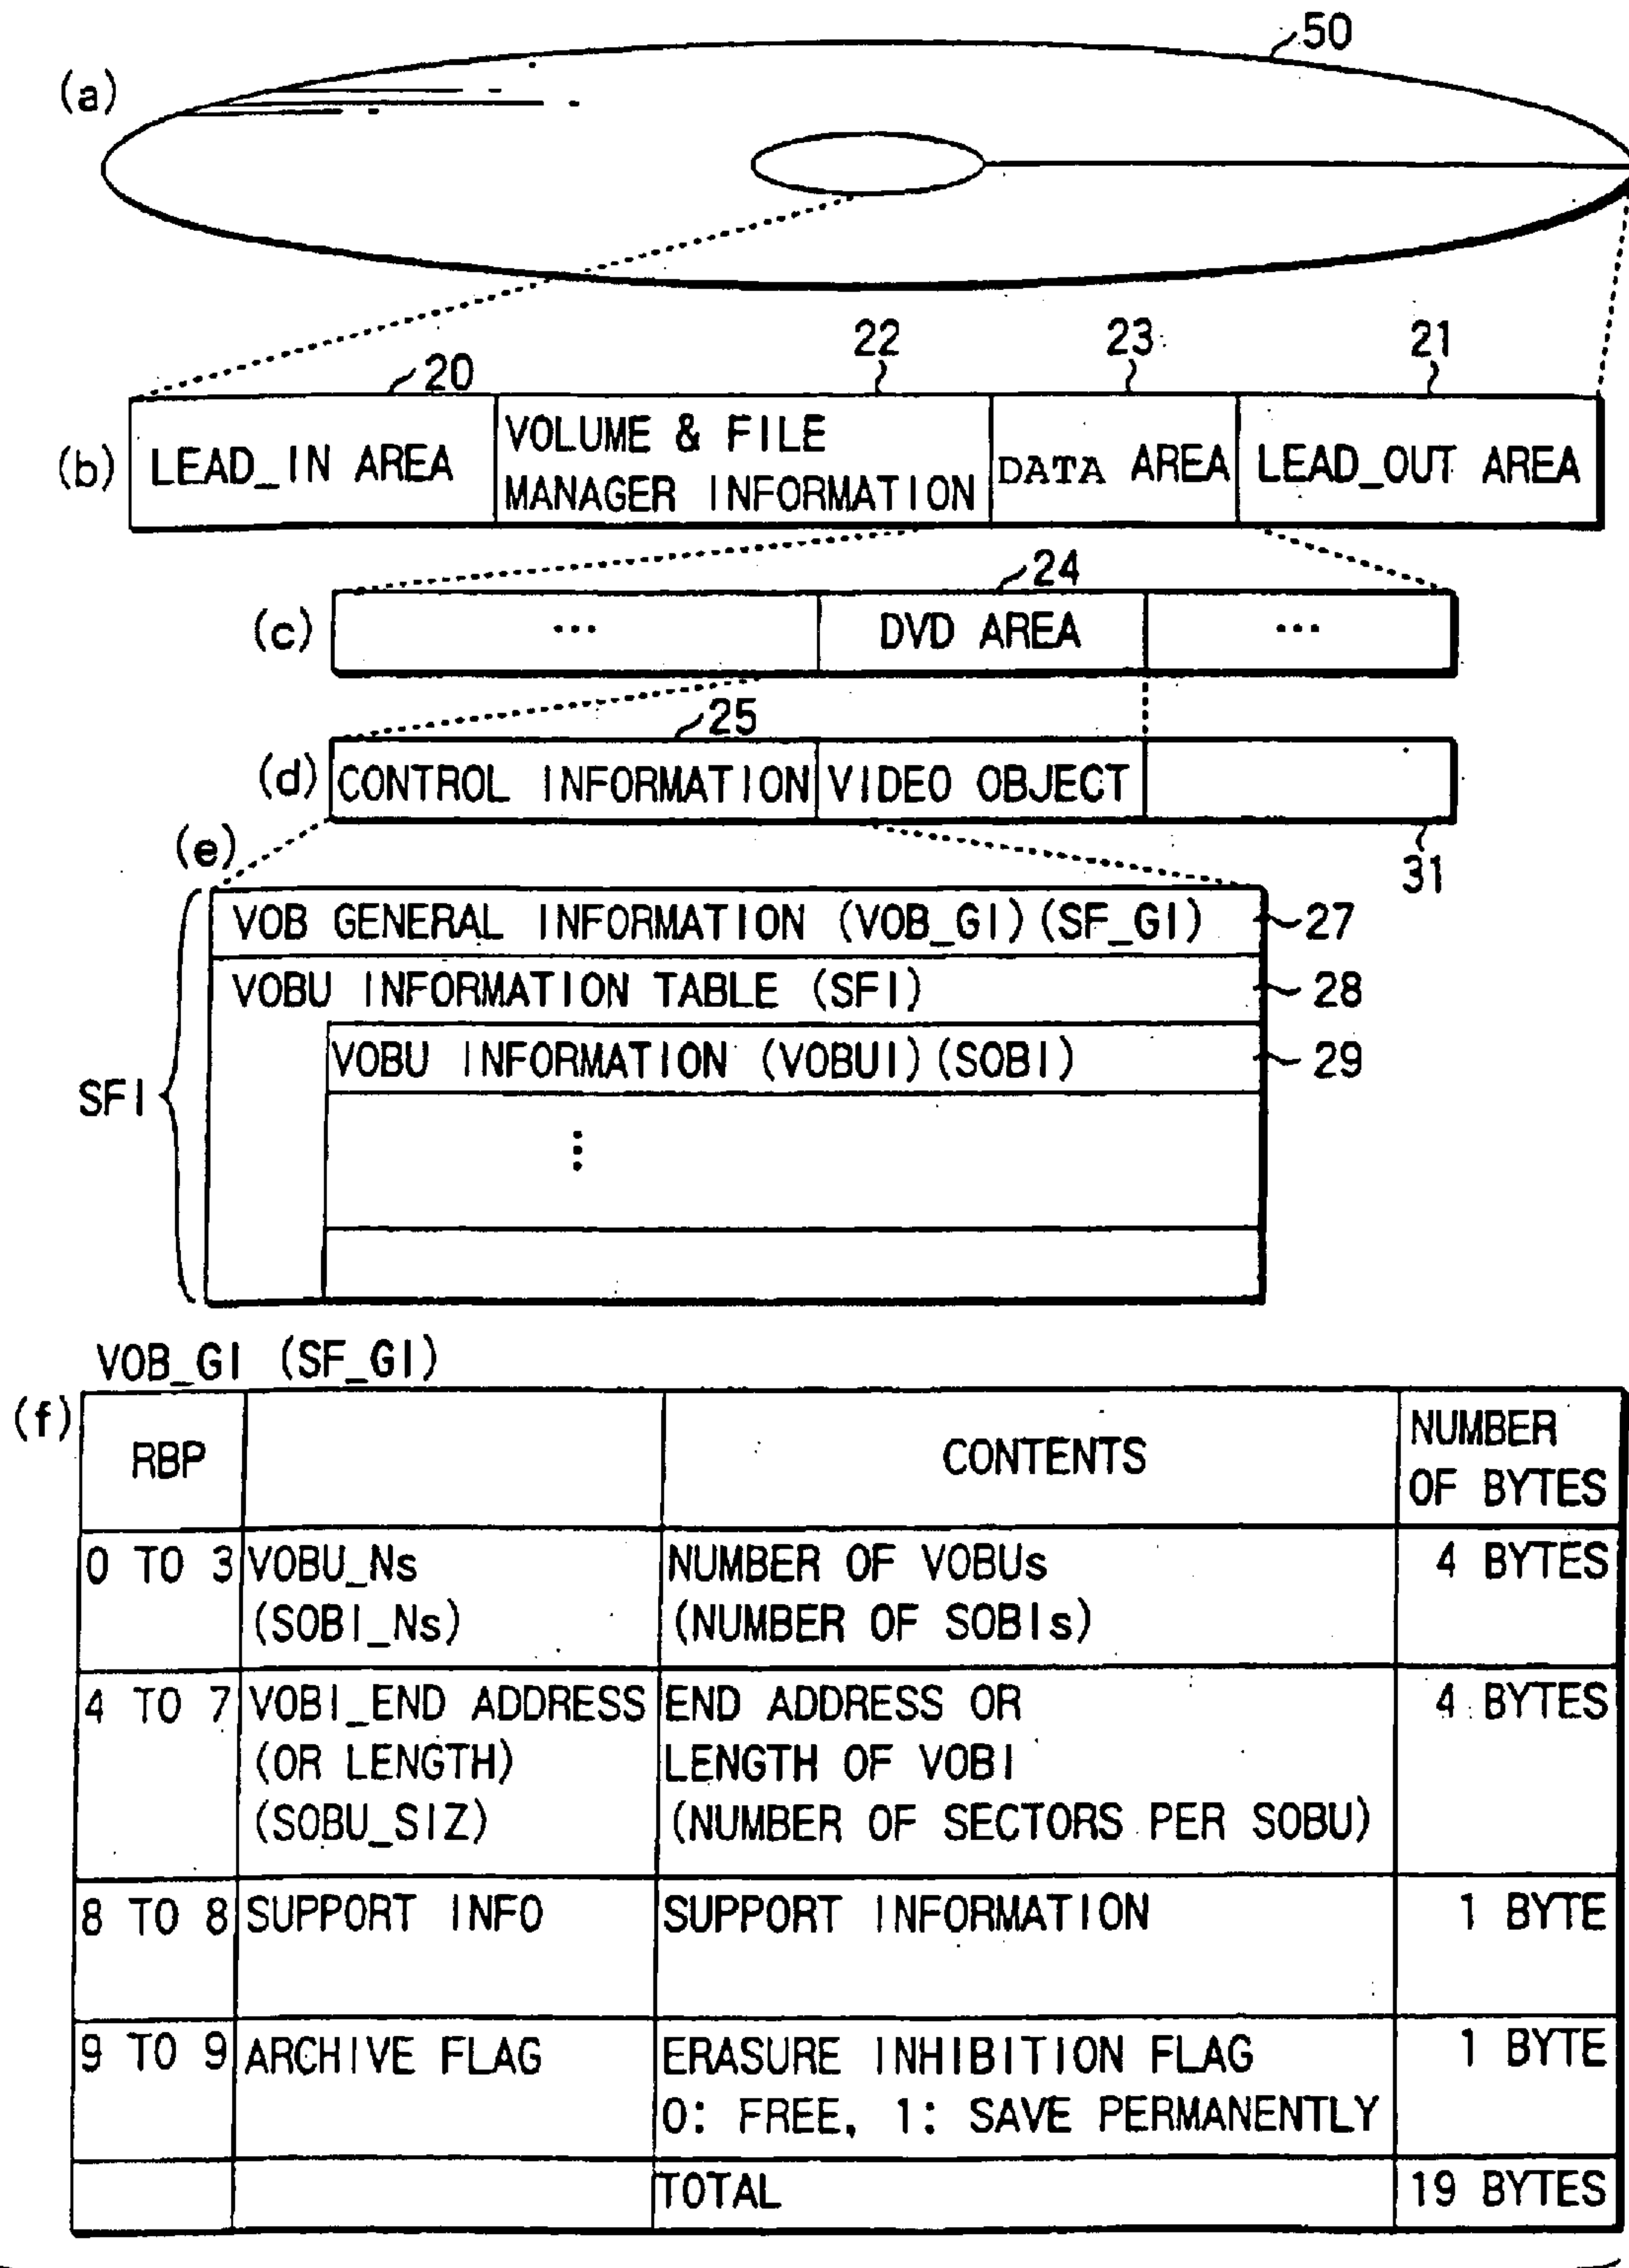 50
(a)
22 23 21
20
(b) LEAD_IN AREA VOLUME & FILE MANAGER INFORMATION DATA AREA LEAD_OUT AREA
24
(c) ... DVD AREA ...
25
(d) CONTROL INFORMATION VIDEO OBJECT
31
(e)
VOB GENERAL INFORMATION (VOB_GI)(SF_GI) 27
VOBU INFORMATION TABLE (SFI) 28
VOBU INFORMATION (VOBUI)(SOBI) 29
SFI
VOB_GI (SF_GI)
(f)
RBP CONTENTS NUMBER
OF BYTES
0 TO 3 VOBU_Ns NUMBER OF VOBUs 4 BYTES
(SOBI_Ns) (NUMBER OF SOBIs)
4 TO 7 VOBI_END ADDRESS END ADDRESS OR 4 BYTES
(OR LENGTH) LENGTH OF VOBI
(SOBU_SIZ) (NUMBER OF SECTORS PER SOBU)
8 TO 8 SUPPORT INFO SUPPORT INFORMATION 1 BYTE
9 TO 9 ARCHIVE FLAG ERASURE INHIBITION FLAG 1 BYTE
0: FREE, 1: SAVE PERMANENTLY
TOTAL 19 BYTES